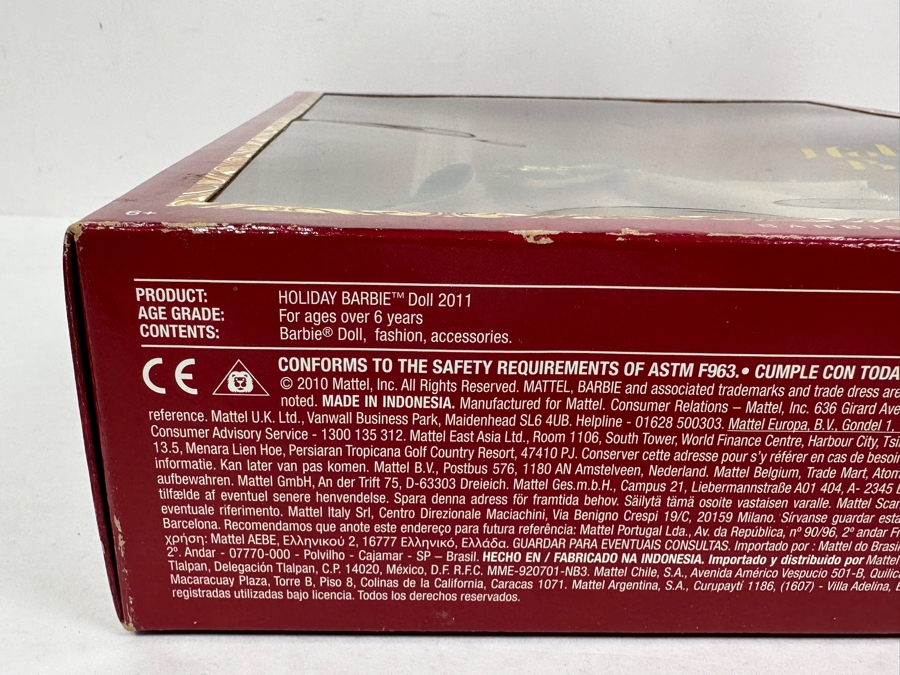 6+
PRODUCT: HOLIDAY BARBIE™ Doll 2011
AGE GRADE: For ages over 6 years
CONTENTS: Barbie® Doll, fashion, accessories.
CE CONFORMS TO THE SAFETY REQUIREMENTS OF ASTM F963.• CUMPLE CON TODA
© 2010 Mattel, Inc. All Rights Reserved. MATTEL, BARBIE and associated trademarks and trade dress are
noted. MADE IN INDONESIA. Manufactured for Mattel. Consumer Relations – Mattel, Inc. 636 Girard Ave
reference. Mattel U.K. Ltd., Vanwall Business Park, Maidenhead SL6 4UB. Helpline - 01628 500303. Mattel Europa, B.V., Gondel 1,
Consumer Advisory Service - 1300 135 312. Mattel East Asia Ltd., Room 1106, South Tower, World Finance Centre, Harbour City, Tsi
13.5, Menara Lien Hoe, Persiaran Tropicana Golf Country Resort, 47410 PJ. Conserver cette adresse pour s'y référer en cas de besoin
informatie. Kan later van pas komen. Mattel B.V., Postbus 576, 1180 AN Amstelveen, Nederland. Mattel Belgium, Trade Mart, Atom
aufbewahren. Mattel GmbH, An der Trift 75, D-63303 Dreieich. Mattel Ges.m.b.H., Campus 21, Liebermannstraße A01 404, A- 2345 B
tilfælde af eventuel senere henvendelse. Spara denna adress för framtida behov. Säilytä tämä osoite vastaisen varalle. Mattel Scan
eventuale riferimento. Mattel Italy Srl, Centro Direzionale Maciachini, Via Benigno Crespi 19/C, 20159 Milano. Sírvanse guardar esta
Barcelona. Recomendamos que anote este endereço para futura referência: Mattel Portugal Lda., Av. da República, nº 90/96, 2º andar Fr
χρήση: Mattel AEBE, Ελληνικού 2, 16777 Ελληνικό, Ελλάδα. GUARDAR PARA EVENTUAIS CONSULTAS. Importado por : Mattel do Brasil
2º. Andar - 07770-000 - Polvilho - Cajamar - SP – Brasil. HECHO EN / FABRICADO NA INDONESIA. Importado y distribuido por Mattel
Tlalpan, Delegación Tlalpan, C.P. 14020, México, D.F. R.F.C. MME-920701-NB3. Mattel Chile, S.A., Avenida Américo Vespucio 501-B, Quilic
Macaracuay Plaza, Torre B, Piso 8, Colinas de la California, Caracas 1071. Mattel Argentina, S.A., Curupaytí 1186, (1607) - Villa Adelina, B
registradas utilizadas bajo licencia. Todos los derechos reservados.